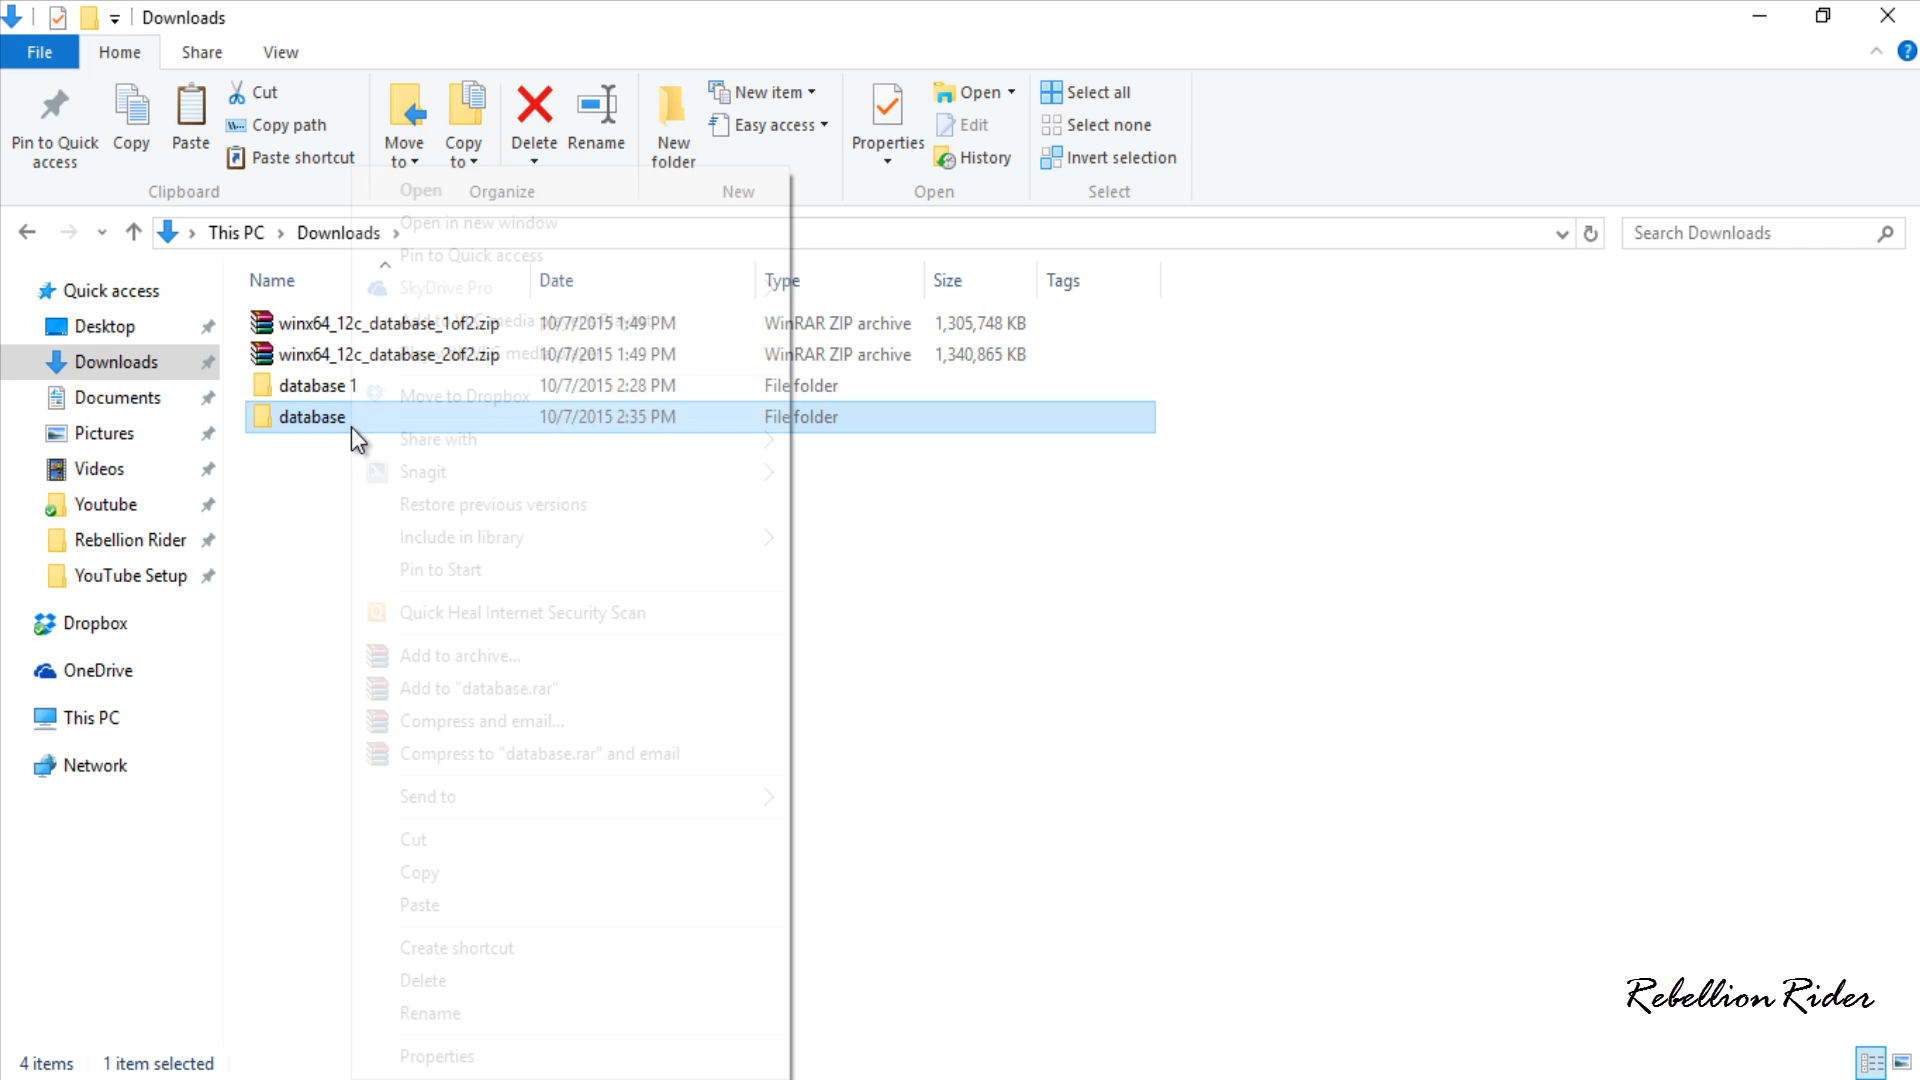 Downloads
File Home Share View
Pin to Quick access
Copy
Paste
Cut
Copy path
Paste shortcut
Clipboard
Move to
Copy to
Delete
Rename
Organize
New folder
New item
Easy access
New
Properties
Open
Edit
History
Open
Select all
Select none
Invert selection
Select
This PC > Downloads >
Search Downloads
Quick access
Desktop
Downloads
Documents
Pictures
Videos
Youtube
Rebellion Rider
YouTube Setup
Dropbox
OneDrive
This PC
Network
Name Date Type Size Tags
winx64_12c_database_1of2.zip 10/7/2015 1:49 PM WinRAR ZIP archive 1,305,748 KB
winx64_12c_database_2of2.zip 10/7/2015 1:49 PM WinRAR ZIP archive 1,340,865 KB
database 1 10/7/2015 2:28 PM File folder
database 10/7/2015 2:35 PM File folder
Open
Open in new window
Pin to Quick access
SkyDrive Pro
Move to Dropbox
Share with
Snagit
Restore previous versions
Include in library
Pin to Start
Quick Heal Internet Security Scan
Add to archive...
Add to "database.rar"
Compress and email...
Compress to "database.rar" and email
Send to
Cut
Copy
Paste
Create shortcut
Delete
Rename
Properties
Rebellion Rider
4 items 1 item selected